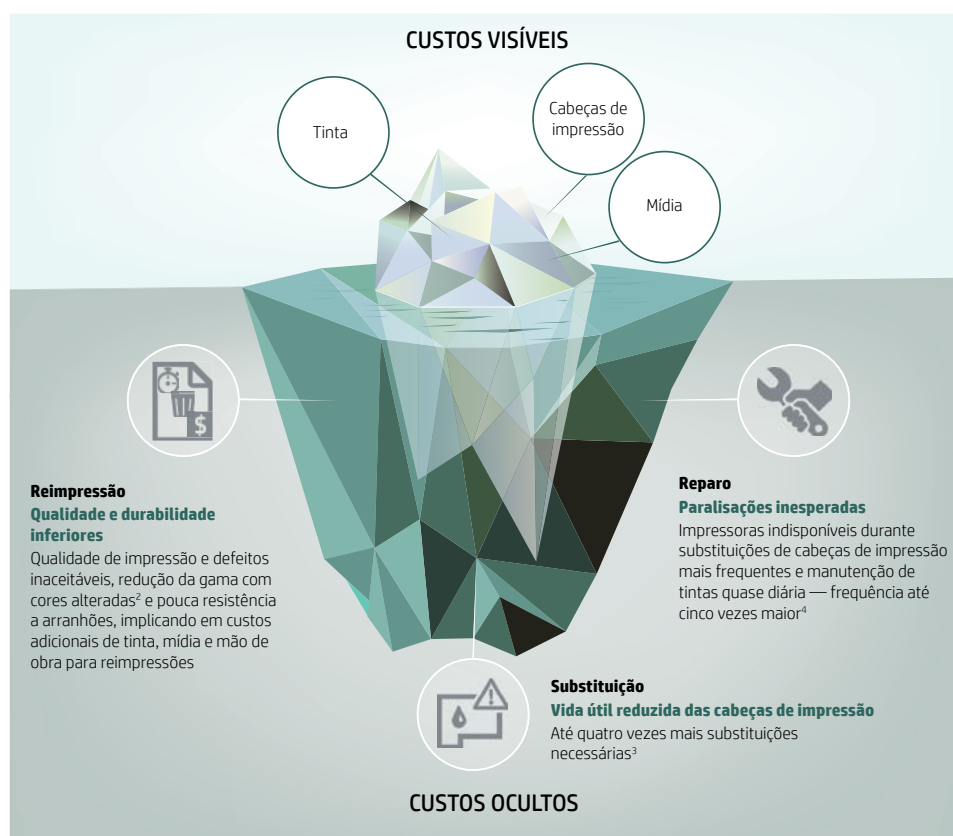 CUSTOS VISÍVEIS
Tinta
Cabeças de
impressão
Mídia
$
Reimpressão
Qualidade e durabilidade
inferiores
Qualidade de impressão e defeitos
inaceitáveis, redução da gama com
cores alteradas² e pouca resistência
a arranhões, implicando em custos
adicionais de tinta, mídia e mão de
obra para reimpressões
Reparo
Paralisações inesperadas
Impressoras indisponíveis durante
substituições de cabeças de impressão
mais frequentes e manutenção de
tintas quase diária — frequência até
cinco vezes maior⁴
Substituição
Vida útil reduzida das cabeças de impressão
Até quatro vezes mais substituições
necessárias³
CUSTOS OCULTOS